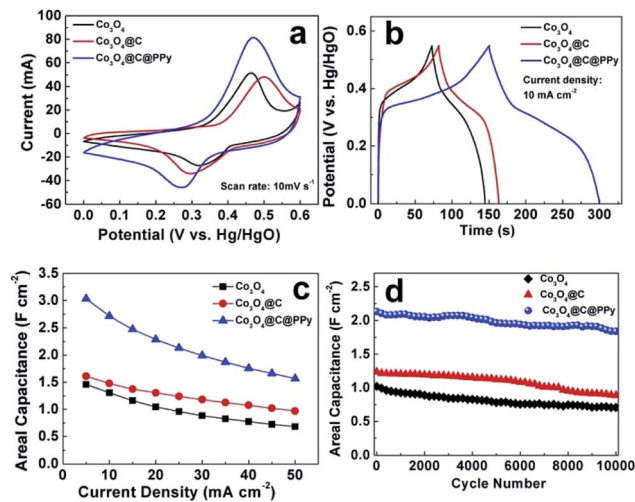 a
Co3O4
Co3O4@C
Co3O4@C@PPy
Scan rate: 10mV s-1
Current (mA)
100
80
60
40
20
0
-20
-40
-60
0.0 0.1 0.2 0.3 0.4 0.5 0.6
Potential (V vs. Hg/HgO)
b
Co3O4
Co3O4@C
Co3O4@C@PPy
Current density:
10 mA cm-2
Potential (V vs. Hg/HgO)
0.6
0.4
0.2
0.0
0 50 100 150 200 250 300
Time (s)
c
Co3O4
Co3O4@C
Co3O4@C@PPy
Areal Capacitance (F cm-2)
3.5
3.0
2.5
2.0
1.5
1.0
0.5
0.0
0 10 20 30 40 50
Current Density (mA cm-2)
d
Co3O4
Co3O4@C
Co3O4@C@PPy
Areal Capacitance (F cm-2)
2.5
2.0
1.5
1.0
0.5
0.0
0 2000 4000 6000 8000 10000
Cycle Number